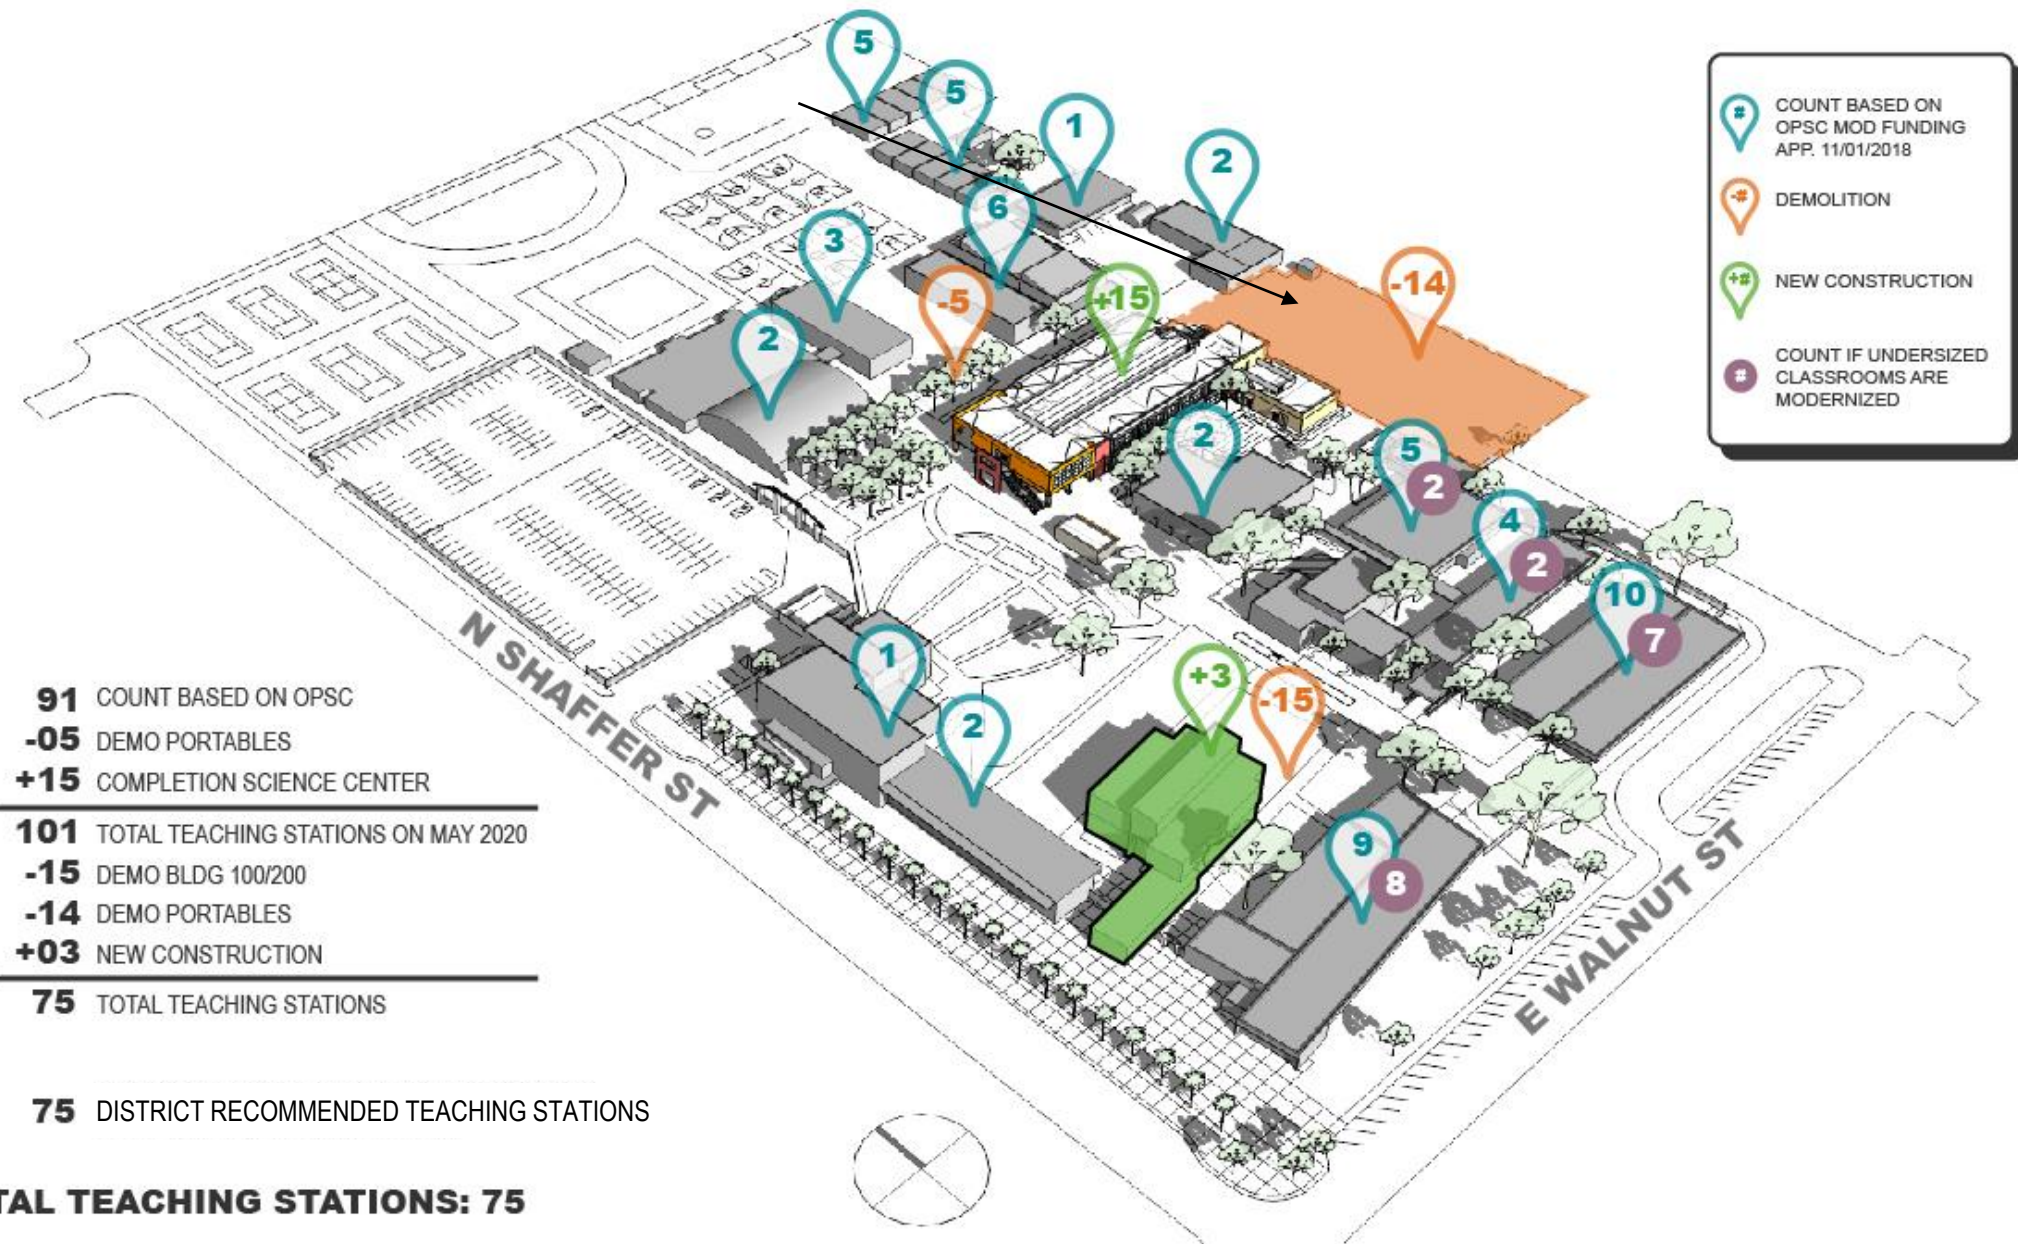 5
5
1
2
6
3
-5
+15
-14
2
2
5
2
4
2
10
7
1
2
+3
-15
9
8
#
COUNT BASED ON
OPSC MOD FUNDING
APP. 11/01/2018
-#
DEMOLITION
+#
NEW CONSTRUCTION
#
COUNT IF UNDERSIZED
CLASSROOMS ARE
MODERNIZED
N SHAFFER ST
E WALNUT ST
91 COUNT BASED ON OPSC
-05 DEMO PORTABLES
+15 COMPLETION SCIENCE CENTER
101 TOTAL TEACHING STATIONS ON MAY 2020
-15 DEMO BLDG 100/200
-14 DEMO PORTABLES
+03 NEW CONSTRUCTION
75 TOTAL TEACHING STATIONS
75 DISTRICT RECOMMENDED TEACHING STATIONS
TAL TEACHING STATIONS: 75